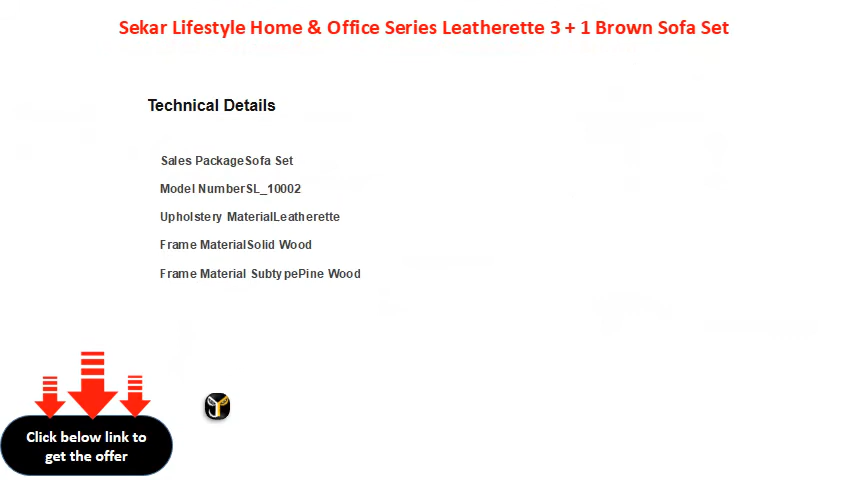 Sekar Lifestyle Home & Office Series Leatherette 3 + 1 Brown Sofa Set
Technical Details
Sales PackageSofa Set
Model NumberSL_10002
Upholstery MaterialLeatherette
Frame MaterialSolid Wood
Frame Material SubtypePine Wood
Click below link to
get the offer